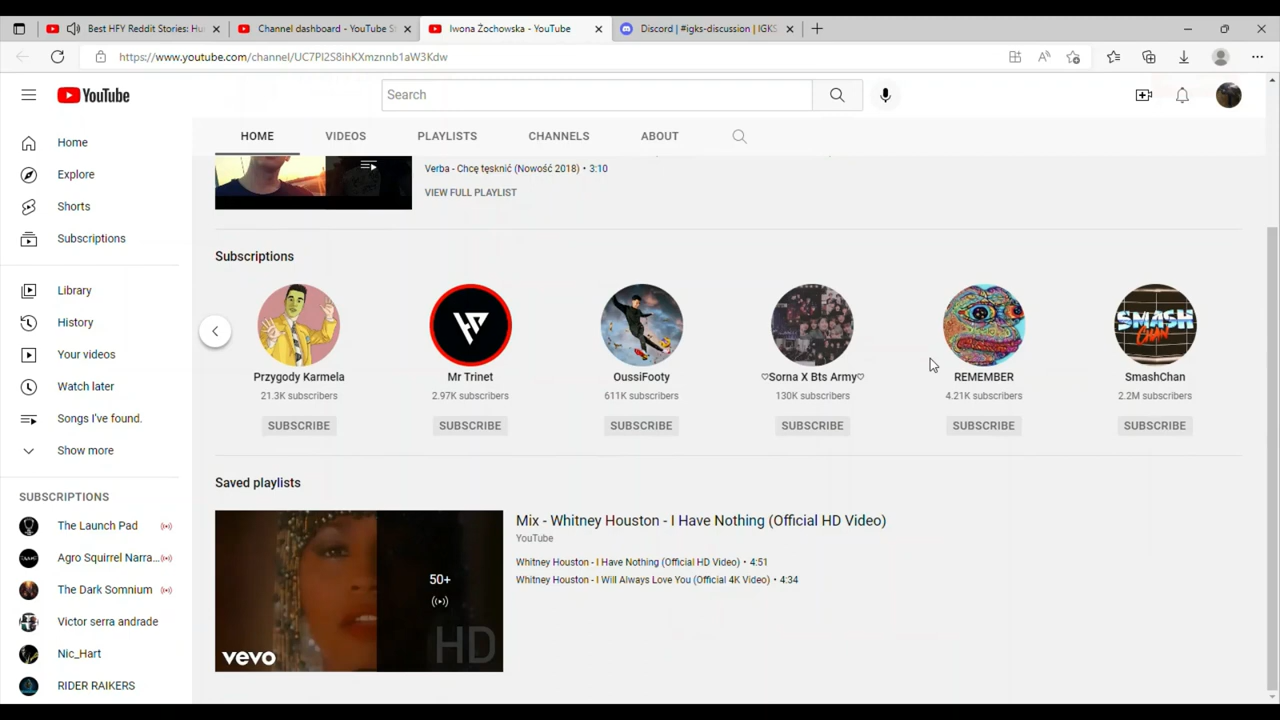 Best HFY Reddit Stories: Hu
Channel dashboard - YouTube S
Iwona Żochowska - YouTube
Discord | #igks-discussion | IGKS
https://www.youtube.com/channel/UC7PI2S8ihKXmznnb1aW3Kdw
YouTube
Search
HOME
VIDEOS
PLAYLISTS
CHANNELS
ABOUT
Home
Explore
Shorts
Subscriptions
Library
History
Your videos
Watch later
Songs I've found.
Show more
SUBSCRIPTIONS
The Launch Pad
Agro Squirrel Narra...
The Dark Somnium
Victor serra andrade
Nic_Hart
RIDER RAIKERS
Verba - Chcę tęsknić (Nowość 2018) • 3:10
VIEW FULL PLAYLIST
Subscriptions
SMASH
CHAN
Przygody Karmela
Mr Trinet
OussiFooty
♡Sorna X Bts Army♡
REMEMBER
SmashChan
21.3K subscribers
2.97K subscribers
611K subscribers
130K subscribers
4.21K subscribers
2.2M subscribers
SUBSCRIBE
SUBSCRIBE
SUBSCRIBE
SUBSCRIBE
SUBSCRIBE
SUBSCRIBE
Saved playlists
50+
HD
vevo
Mix - Whitney Houston - I Have Nothing (Official HD Video)
YouTube
Whitney Houston - I Have Nothing (Official HD Video) • 4:51
Whitney Houston - I Will Always Love You (Official 4K Video) • 4:34